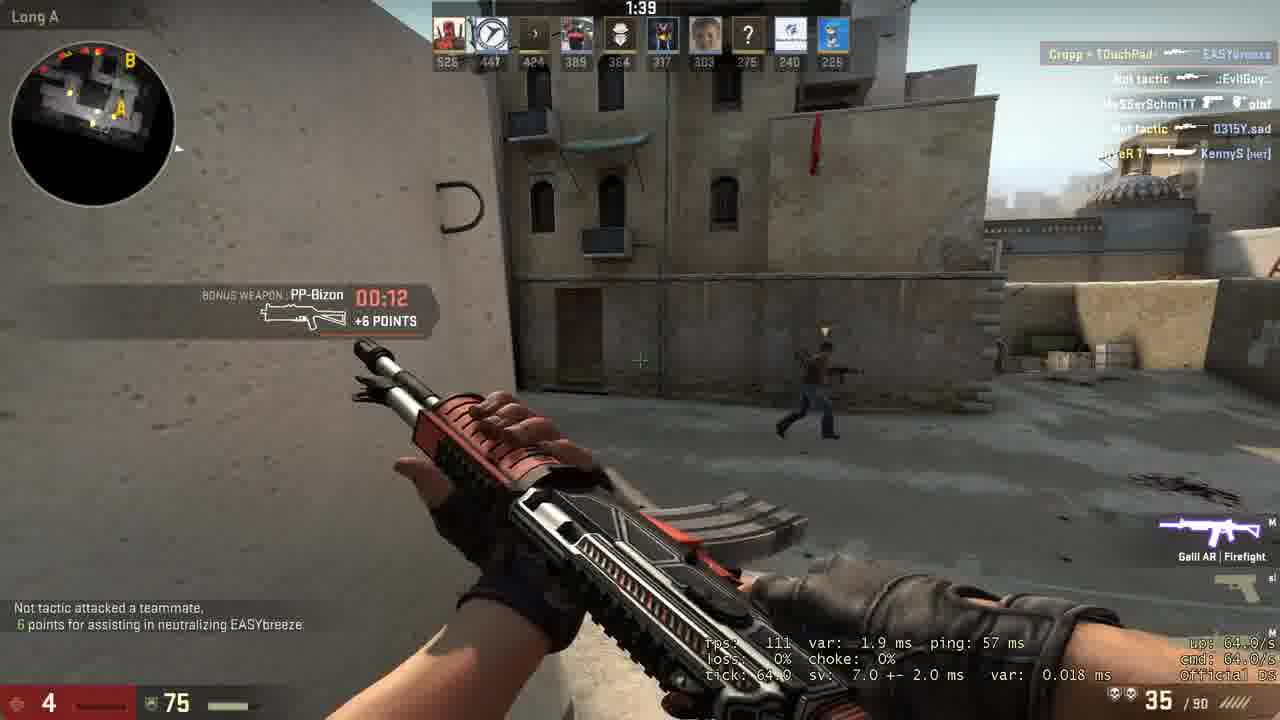 Long A
1:39
B
A
? 
526 447 424 389 364 317 303 275 240 228
Cropp = TOuchPad EASYbreeze
Not tactic .:EvilGuy:.
MeSSerSchmiTT olof
Not tactic D315Y.sad
KennyS [нет]
BONUS WEAPON: PP-Bizon 00:12
+6 POINTS
Galil AR | Firefight
Not tactic attacked a teammate.
6 points for assisting in neutralizing EASYbreeze
fps: 111 var: 1.9 ms ping: 57 ms up: 64.0/s
loss: 0% choke: 0% cmd: 64.0/s
tick: 64.0 sv: 7.0 +- 2.0 ms var: 0.018 ms Official DS
4 75
35 / 90